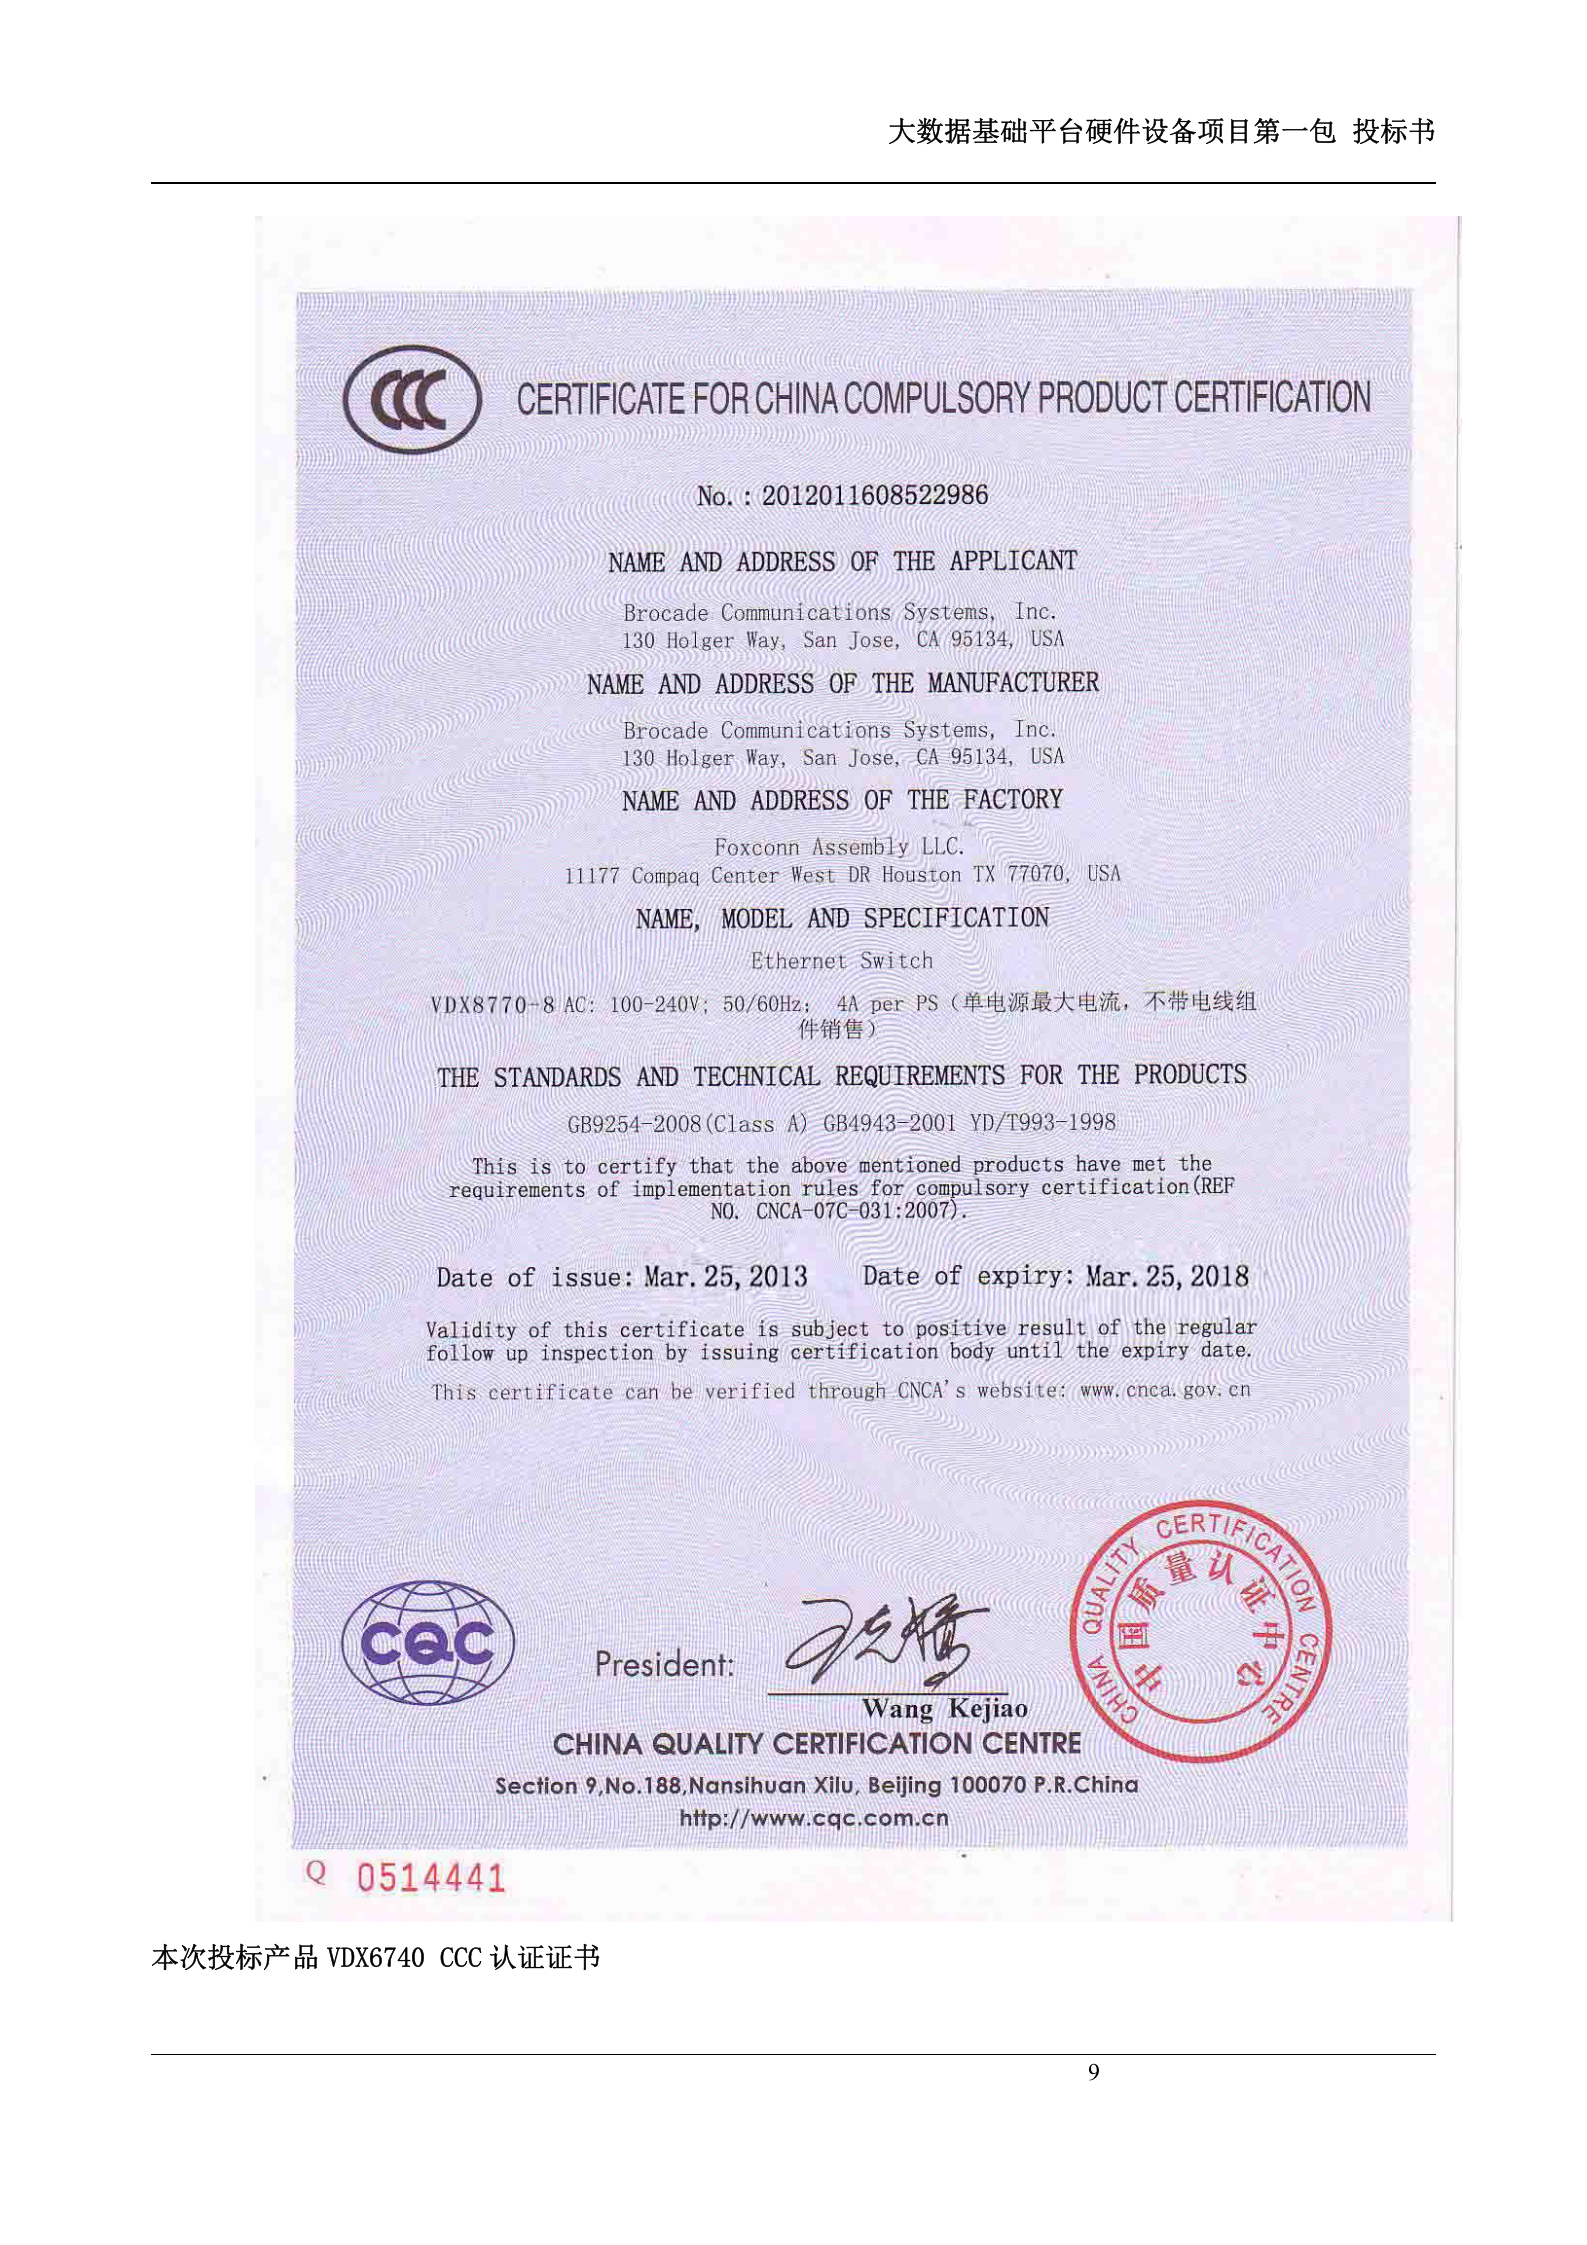 大数据基础平台硬件设备项目第一包 投标书
CCC
CERTIFICATE FOR CHINA COMPULSORY PRODUCT CERTIFICATION
No. : 2012011608522986
NAME AND ADDRESS OF THE APPLICANT
Brocade Communications Systems, Inc.
130 Holger Way, San Jose, CA 95134, USA
NAME AND ADDRESS OF THE MANUFACTURER
Brocade Communications Systems, Inc.
130 Holger Way, San Jose, CA 95134, USA
NAME AND ADDRESS OF THE FACTORY
Foxconn Assembly LLC.
11177 Compaq Center West DR Houston TX 77070, USA
NAME, MODEL AND SPECIFICATION
Ethernet Switch
VDX8770-8 AC: 100-240V; 50/60Hz; 4A per PS（单电源最大电流，不带电线组
件销售）
THE STANDARDS AND TECHNICAL REQUIREMENTS FOR THE PRODUCTS
GB9254-2008(Class A) GB4943-2001 YD/T993-1998
This is to certify that the above mentioned products have met the
requirements of implementation rules for compulsory certification(REF
NO. CNCA-07C-031:2007).
Date of issue: Mar. 25, 2013 Date of expiry: Mar. 25, 2018
Validity of this certificate is subject to positive result of the regular
follow up inspection by issuing certification body until the expiry date.
This certificate can be verified through CNCA's website: www.cnca.gov.cn
CQC
President:
王克娇
Wang Kejiao
CHINA QUALITY CERTIFICATION CENTRE
中国质量认证中心
CHINA QUALITY CERTIFICATION CENTRE
Section 9,No.188,Nansihuan Xilu, Beijing 100070 P.R.China
http://www.cqc.com.cn
Q 0514441
本次投标产品 VDX6740 CCC 认证证书
9